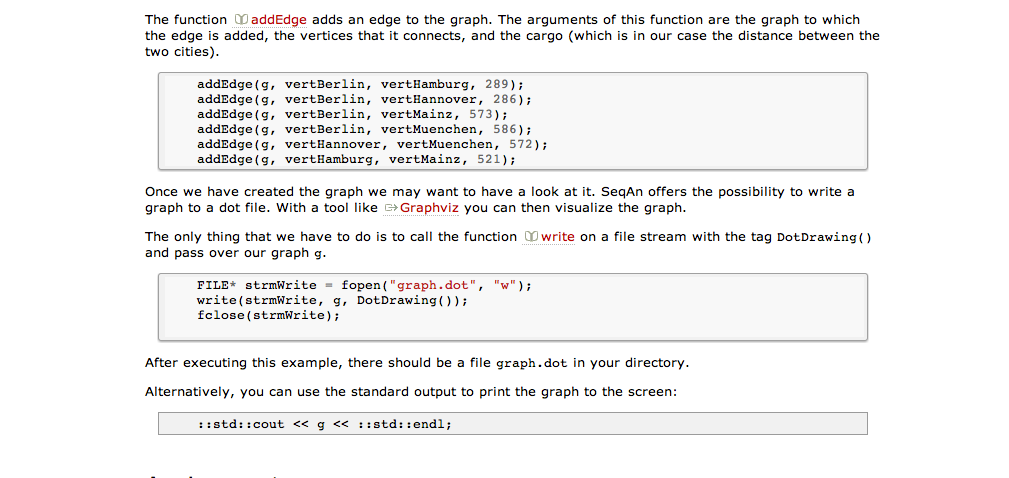 The function addEdge adds an edge to the graph. The arguments of this function are the graph to which
the edge is added, the vertices that it connects, and the cargo (which is in our case the distance between the
two cities).
addEdge(g, vertBerlin, vertHamburg, 289);
addEdge(g, vertBerlin, vertHannover, 286);
addEdge(g, vertBerlin, vertMainz, 573);
addEdge(g, vertBerlin, vertMuenchen, 586);
addEdge(g, vertHannover, vertMuenchen, 572);
addEdge(g, vertHamburg, vertMainz, 521);
Once we have created the graph we may want to have a look at it. SeqAn offers the possibility to write a
graph to a dot file. With a tool like Graphviz you can then visualize the graph.
The only thing that we have to do is to call the function write on a file stream with the tag DotDrawing()
and pass over our graph g.
FILE* strmWrite = fopen("graph.dot", "w");
write(strmWrite, g, DotDrawing());
fclose(strmWrite);
After executing this example, there should be a file graph.dot in your directory.
Alternatively, you can use the standard output to print the graph to the screen:
::std::cout << g << ::std::endl;